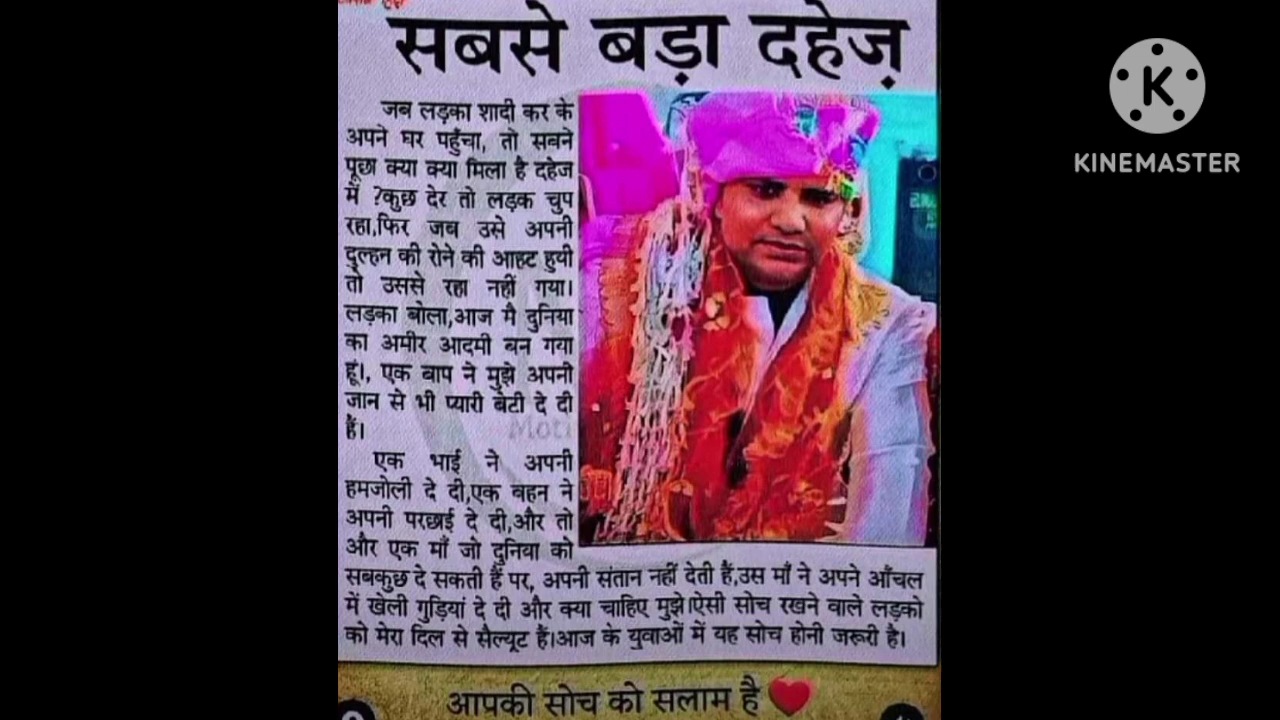 सबसे बड़ा दहेज़
जब लड़का शादी कर के
अपने घर पहुँचा, तो सबने
पूछा क्या क्या मिला है दहेज
में ?कुछ देर तो लड़क चुप
रहा,फिर जब उसे अपनी
दुल्हन की रोने की आहट हुयी
तो उससे रहा नहीं गया।
लड़का बोला,आज मै दुनिया
का अमीर आदमी बन गया
हूं।, एक बाप ने मुझे अपनी
जान से भी प्यारी बेटी दे दी
हैं।
एक भाई ने अपनी
हमजोली दे दी,एक बहन ने
अपनी परछाई दे दी,और तो
और एक माँ जो दुनिया को
सबकुछ दे सकती हैं पर, अपनी संतान नहीं देती हैं,उस माँ ने अपने आँचल
में खेली गुड़ियां दे दी और क्या चाहिए मुझे।ऐसी सोच रखने वाले लड़को
को मेरा दिल से सैल्यूट हैं।आज के युवाओं में यह सोच होनी जरूरी है।
आपकी सोच को सलाम है
K
KINEMASTER